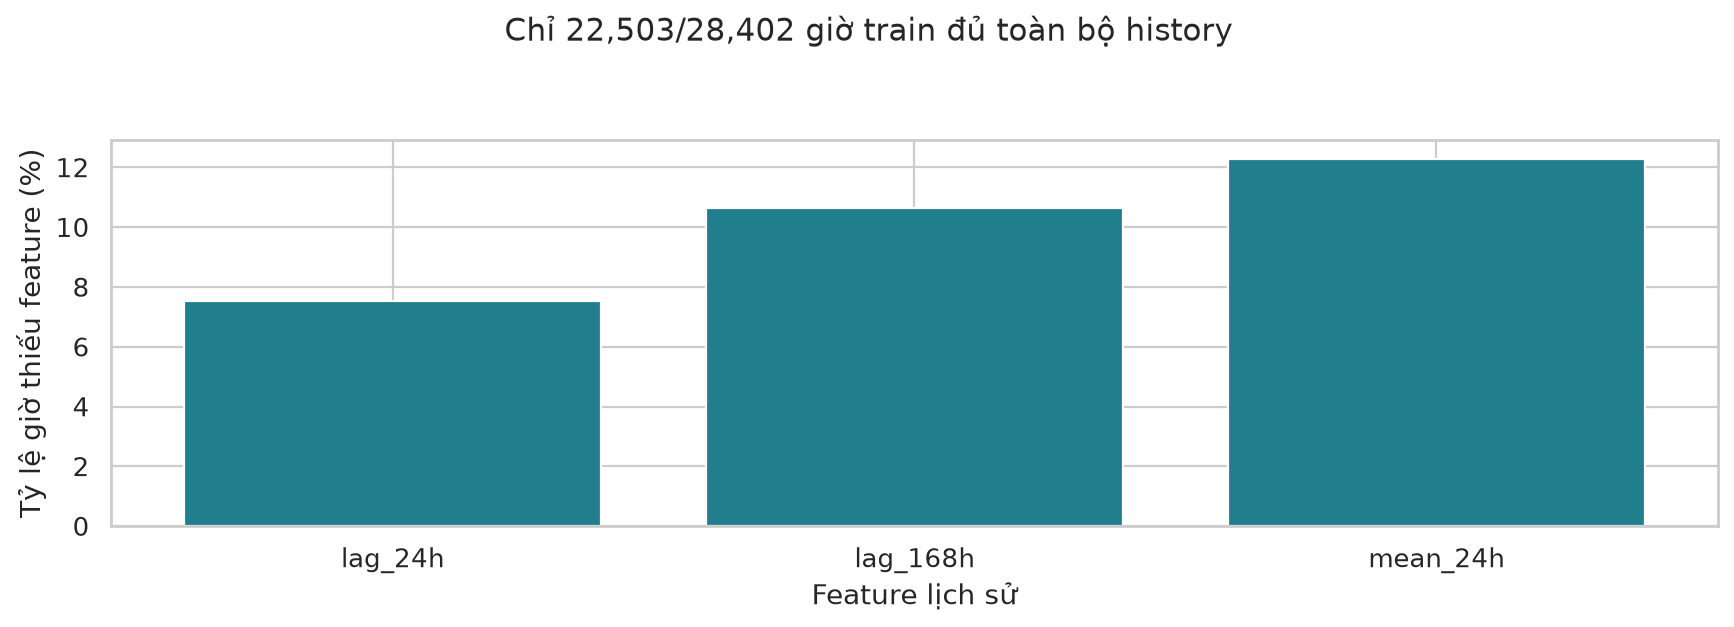 Chỉ 22,503/28,402 giờ train đủ toàn bộ history
Tỷ lệ giờ thiếu feature (%)
12
10
8
6
4
2
0
lag_24h
lag_168h
mean_24h
Feature lịch sử